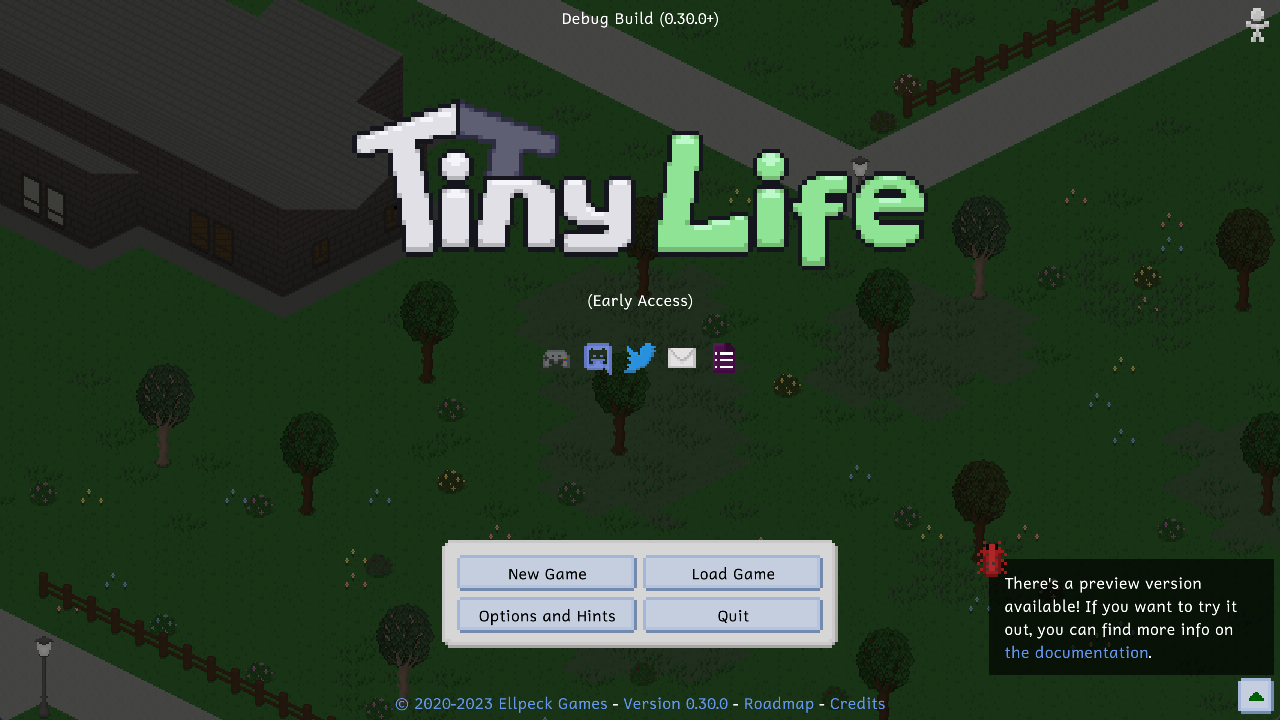 Debug Build (0.30.0+)
Tiny Life
(Early Access)
New Game
Load Game
Options and Hints
Quit
There's a preview version
available! If you want to try it
out, you can find more info on
the documentation.
© 2020-2023 Ellpeck Games - Version 0.30.0 - Roadmap - Credits